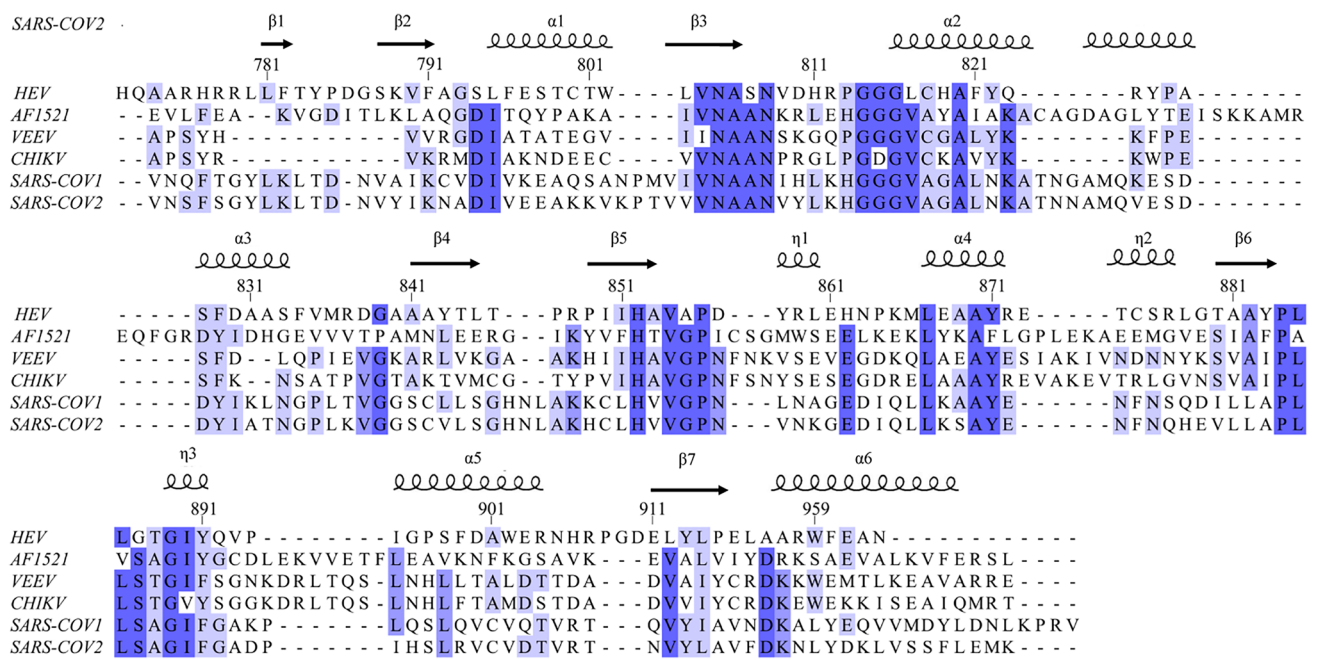 SARS-COV2
β1 β2 α1 β3 α2
781 791 801 811 821
HEV HQAARHRRLLFTYPDGSKVFAGSLFESTCTW----LVNASNVDHRPGGGLCHAFYQ-------RYPA-------
AF1521 --EVLFEA--KVGDITLKLAQGDITQYPAKA----IVNAANKRLEHGGGVAYAIAKACAGDAGLYTEISKKAMR
VEEV --APSYH-----------VVRGDIATATEGV----IINAANSKGQPGGGVCGALYK-------KFPE-------
CHIKV --APSYR-----------VKRMDIAKNDEEC----VVNAANPRGLPGDGVCKAVYK-------KWPE-------
SARS-COV1 --VNQFTGYLKLTD-NVAIKCVDIVKEAQSANPMVIVNAANIHLKHGGGVAGALNKATNGAMQKESD-------
SARS-COV2 --VNSFSGYLKLTD-NVYIKNADIVEEAKKVKPTVVVNAANVYLKHGGGVAGALNKATNNAMQVESD-------
α3 β4 β5 η1 α4 η2 β6
831 841 851 861 871 881
HEV -----SFDAASFVMRDGAAAYTLT---PRPIIHAVAPD---YRLEHNPKMLEAAYRE-----TCSRLGTAAYPL
AF1521 EQFGRDYIDHGEVVVTPAMNLEERG--IKYVFHTVGPICSGMWSEELKEKLYKAFLGPLEKAEEMGVESIAFPA
VEEV -----SFD--LQPIEVGKARLVKGA--AKHIIHAVGPNFNKVSEVEGDKQLAEAYESIAKIVNDNNYKSVAIPL
CHIKV -----SFK--NSATPVGTAKTVMCG--TYPVIHAVGPNFSNYSESEGDRELAAAYREVAKEVTRLGVNSVAIPL
SARS-COV1 -----DYIKLNGPLTVGGSCLLSGHNLAKKCLHVVGPN---LNAGEDIQLLKAAYE------NFNSQDILLAPL
SARS-COV2 -----DYIATNGPLKVGGSCVLSGHNLAKHCLHVVGPN---VNKGEDIQLLKSAYE------NFNQHEVLLAPL
η3 α5 β7 α6
891 901 911 959
HEV LGTGIYQVP--------IGPSFDAWERNHRPGDELYLPELAARWFEAN------------
AF1521 VSAGIYGCDLEKVVETFLEAVKNFKGSAVK---EVALVIYDRKSAEVALKVFERSL----
VEEV LSTGIFSGNKDRLTQS-LNHLLTALDTTDA---DVAIYCRDKKWEMTLKEAVARRE----
CHIKV LSTGVYSGGKDRLTQS-LNHLFTAMDSTDA---DVVIYCRDKEWEKKISEAIQMRT----
SARS-COV1 LSAGIFGAKP-------LQSLQVCVQTVRT---QVYIAVNDKALYEQVVMDYLDNLKPRV
SARS-COV2 LSAGIFGADP-------IHSLRVCVDTVRT---NVYLAVFDKNLYDKLVSSFLEMK----